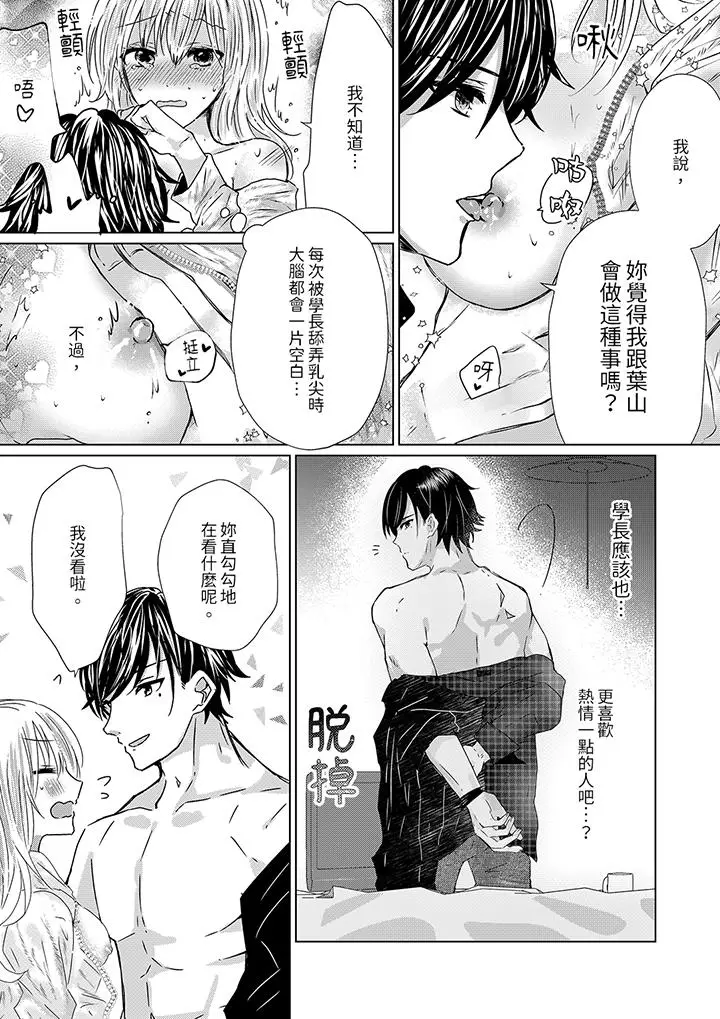 啾
我說，
咕啾
妳覺得我跟葉山
會做這種事嗎？
呀
輕顫
輕顫。
我不知道…
唔
每次被學長舔弄乳尖時
大腦都會一片空白…
挺立
不過，
學長應該也…
更喜歡
熱情一點的人吧…？
脫掉
妳直勾勾地
在看什麼呢。
我沒看啦。